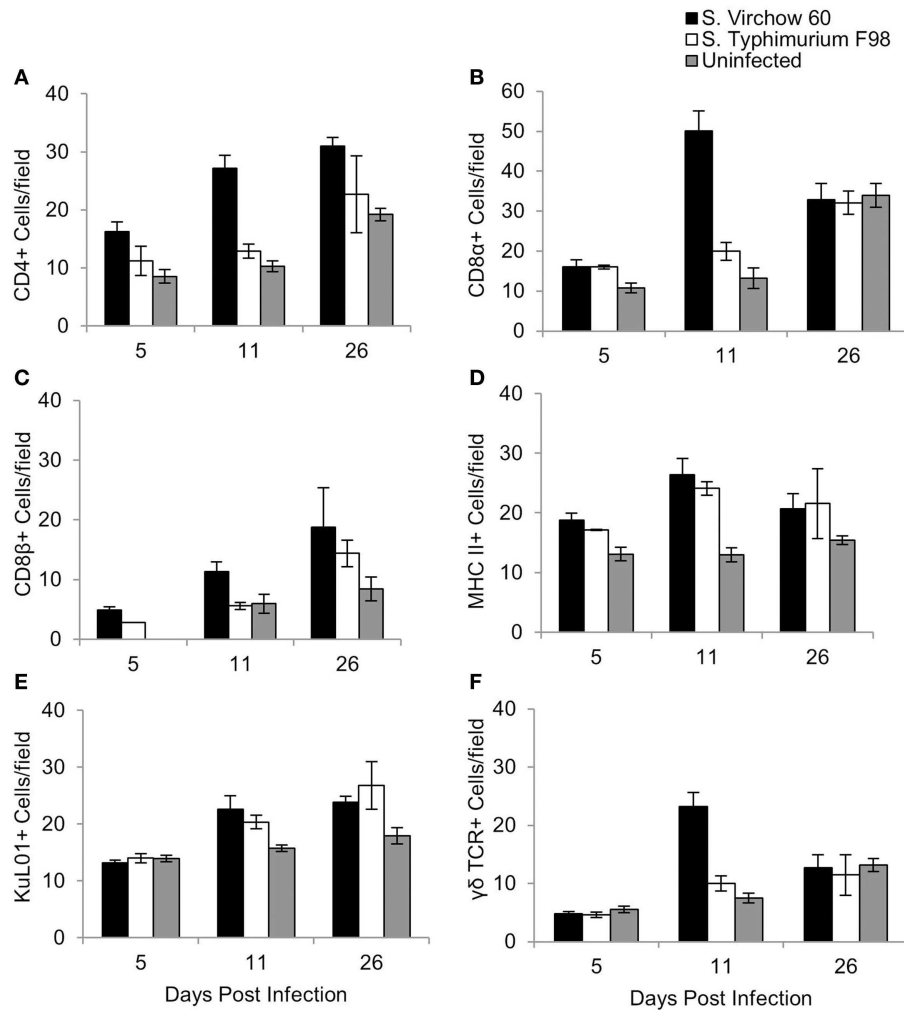 S. Virchow 60
S. Typhimurium F98
Uninfected
A
CD4+ Cells/field
40
30
20
10
0
5 11 26
B
CD8α+ Cells/field
60
50
40
30
20
10
0
5 11 26
C
CD8β+ Cells/field
40
30
20
10
0
5 11 26
D
MHC II+ Cells/field
40
30
20
10
0
5 11 26
E
KuL01+ Cells/field
40
30
20
10
0
5 11 26
Days Post Infection
F
γδ TCR+ Cells/field
40
30
20
10
0
5 11 26
Days Post Infection